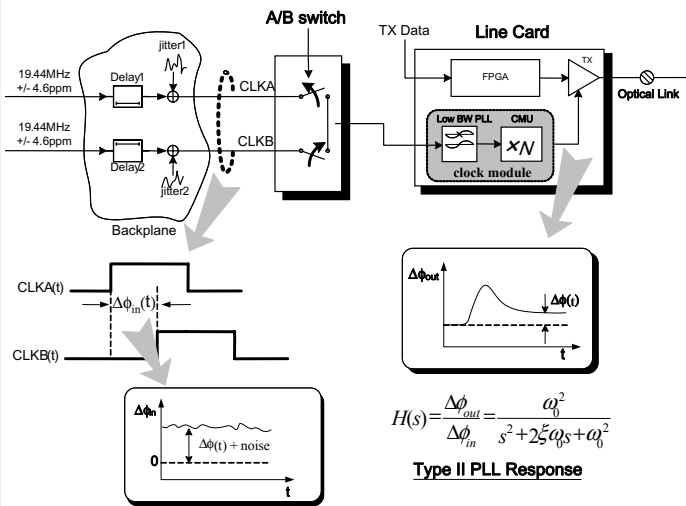 A/B switch
TX Data
Line Card
jitter1
19.44MHz
+/- 4.6ppm
Delay1
CLKA
FPGA
TX
Optical Link
Low BW PLL
CMU
19.44MHz
+/- 4.6ppm
CLKB
×N
Delay2
clock module
jitter2
Backplane
CLKA(t)
Δϕin(t)
CLKB(t)
Δϕout
Δϕ(t)
t
Δϕin
Δϕ(t) + noise
0
t
H(s) = Δϕout / Δϕin = ω0² / (s² + 2ξω0s + ω0²)
Type II PLL Response